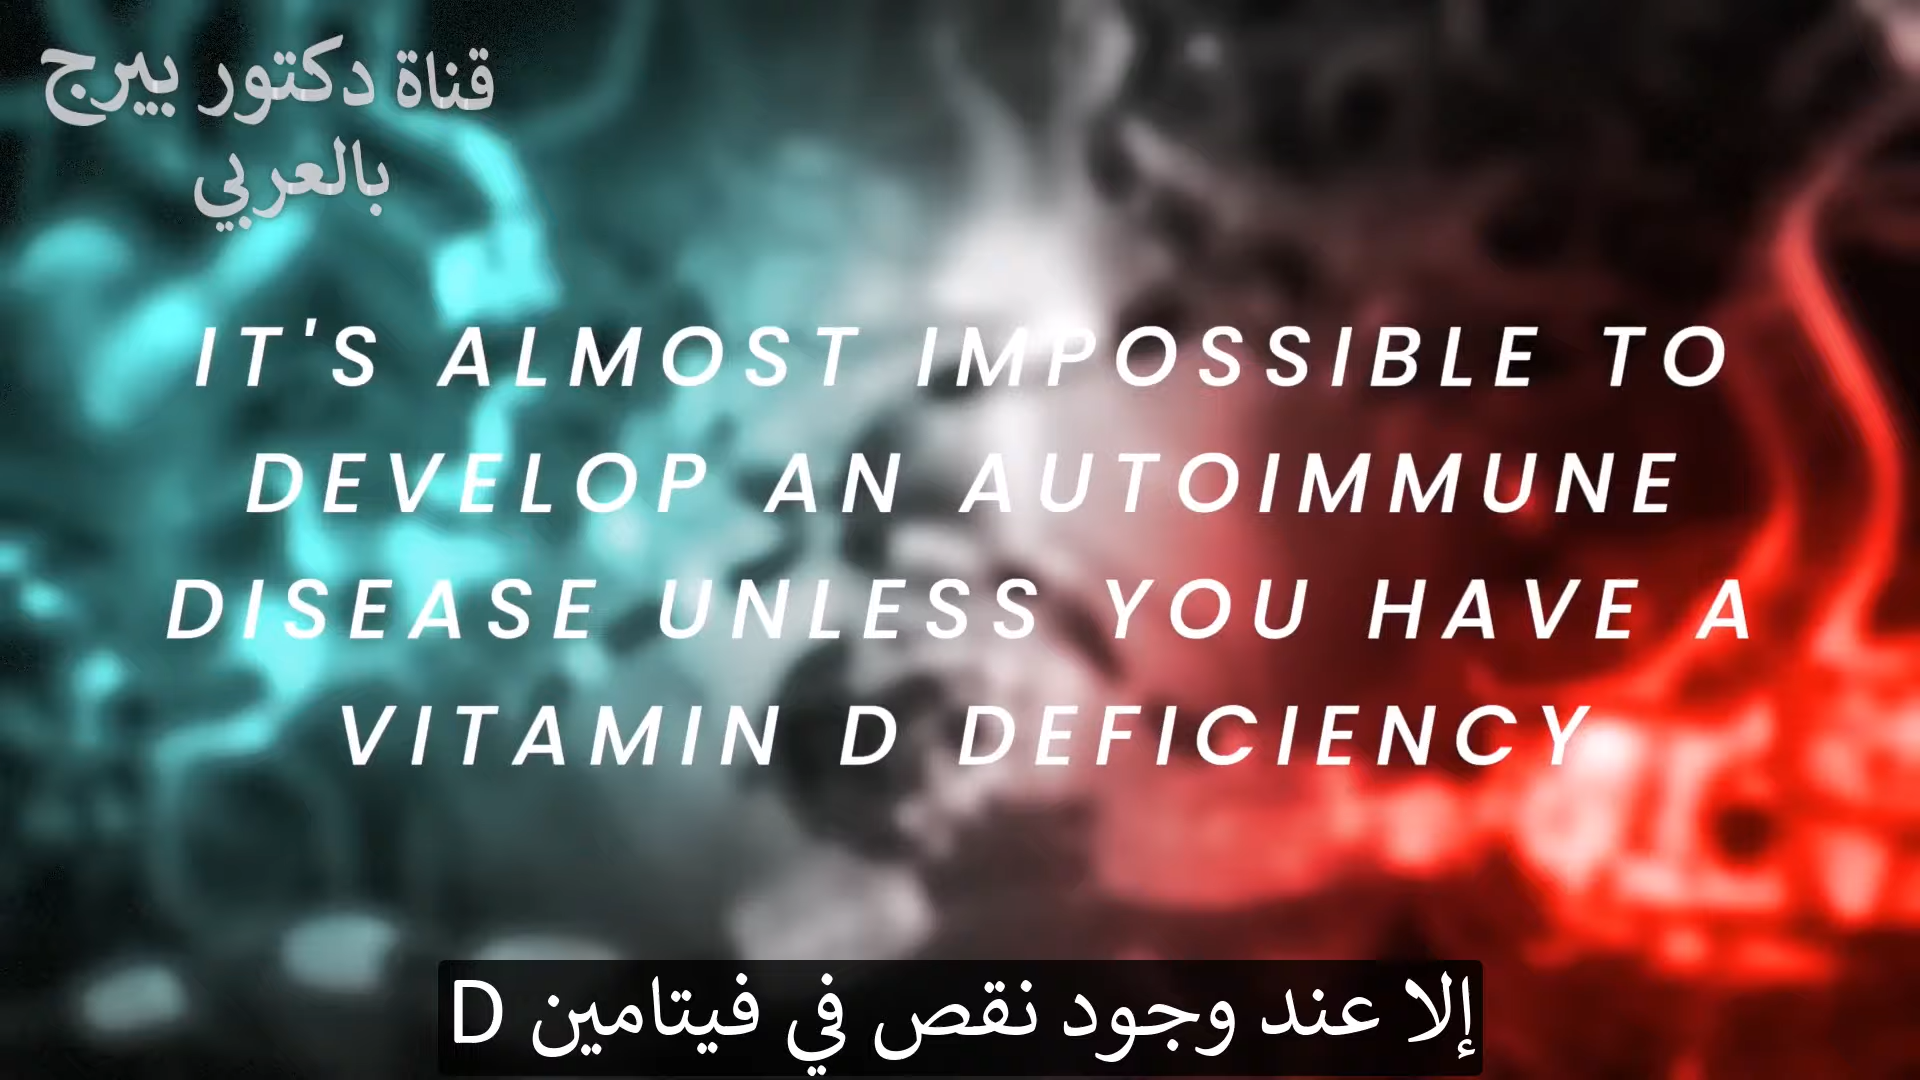 قناة دكتور بيرج
بالعربي
IT'S ALMOST IMPOSSIBLE TO
DEVELOP AN AUTOIMMUNE
DISEASE UNLESS YOU HAVE A
VITAMIN D DEFICIENCY
إلا عند وجود نقص في فيتامين D